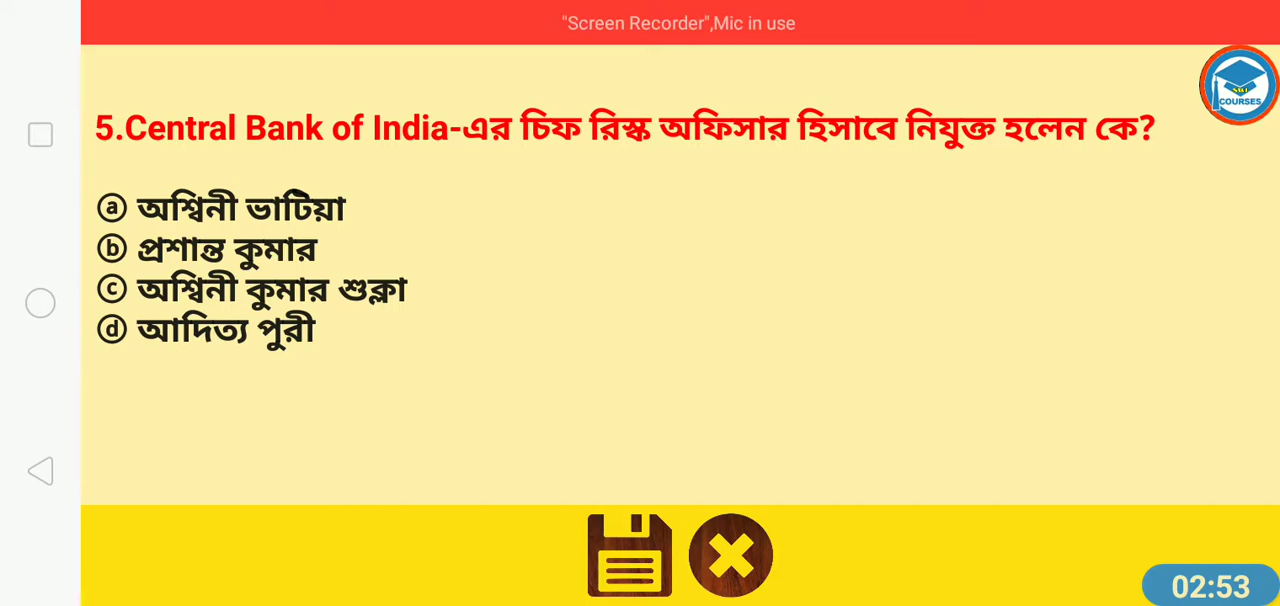 "Screen Recorder",Mic in use
COURSES
5.Central Bank of India-এর চিফ রিস্ক অফিসার হিসাবে নিযুক্ত হলেন কে?
ⓐ অশ্বিনী ভাটিয়া
ⓑ প্রশান্ত কুমার
ⓒ অশ্বিনী কুমার শুক্লা
ⓓ আদিত্য পুরী
02:53